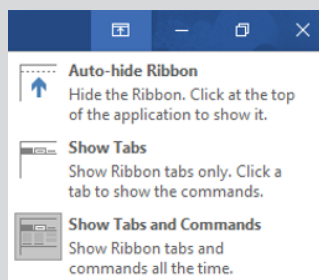 Auto-hide Ribbon
Hide the Ribbon. Click at the top
of the application to show it.
Show Tabs
Show Ribbon tabs only. Click a
tab to show the commands.
Show Tabs and Commands
Show Ribbon tabs and
commands all the time.